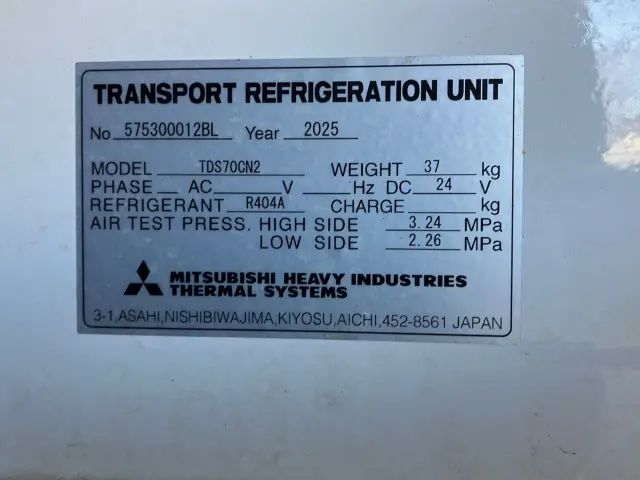 TRANSPORT REFRIGERATION UNIT
No 575300012BL Year 2025
MODEL TDS70CN2 WEIGHT 37 kg
PHASE AC V Hz DC 24 V
REFRIGERANT R404A CHARGE kg
AIR TEST PRESS. HIGH SIDE 3.24 MPa
LOW SIDE 2.26 MPa
MITSUBISHI HEAVY INDUSTRIES
THERMAL SYSTEMS
3-1,ASAHI,NISHIBIWAJIMA,KIYOSU,AICHI,452-8561 JAPAN